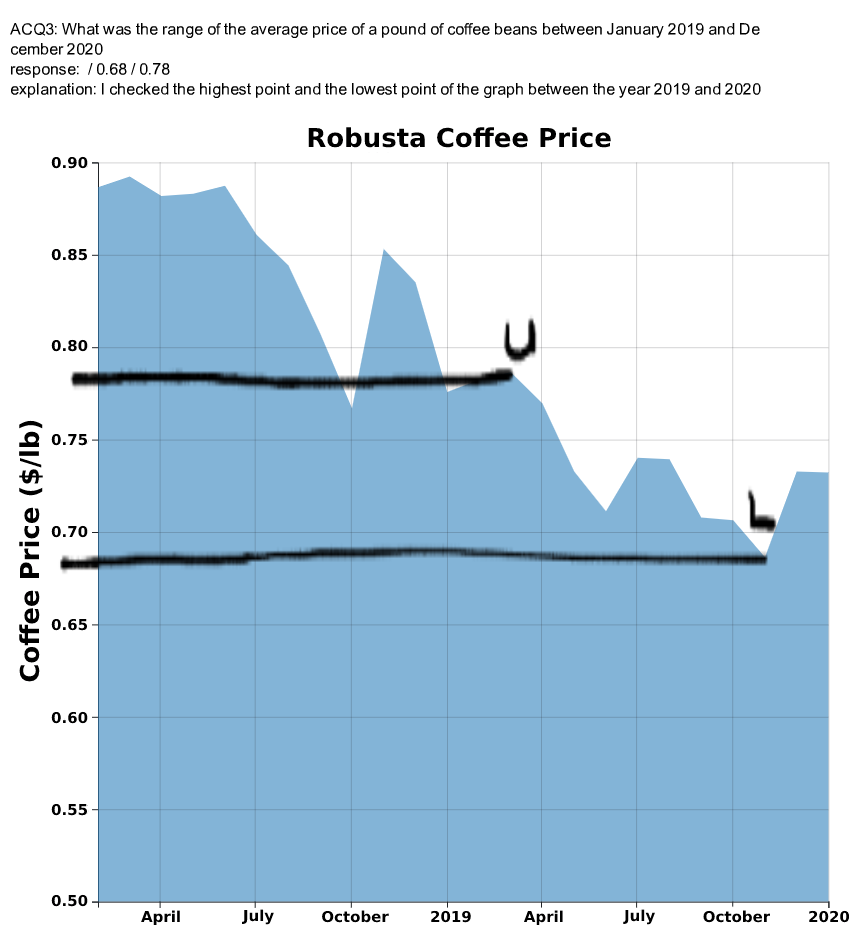 ACQ3: What was the range of the average price of a pound of coffee beans between January 2019 and De
cember 2020
response:  / 0.68 / 0.78
explanation: I checked the highest point and the lowest point of the graph between the year 2019 and 2020
Robusta Coffee Price
0.90
0.85
0.80
0.75
0.70
0.65
0.60
0.55
0.50
Coffee Price ($/lb)
U
L
April July October 2019 April July October 2020